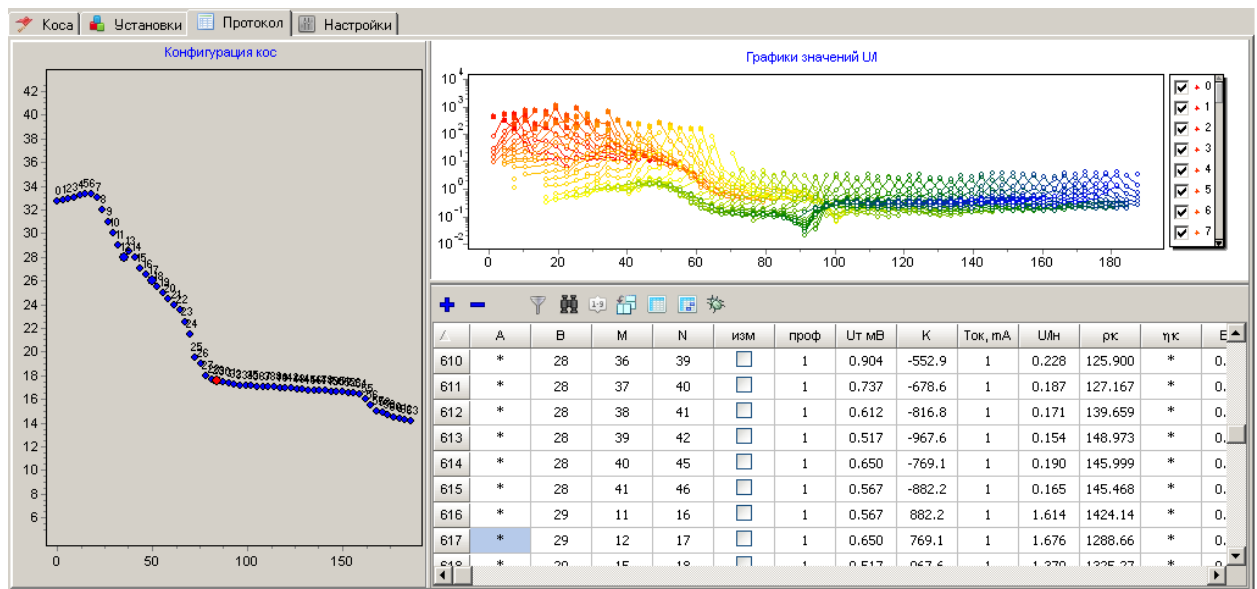 Коса Установки Протокол Настройки
Конфигурация кос
42
40
38
36
34
32
30
28
26
24
22
20
18
16
14
12
10
8
6
0 50 100 150
Графики значений U/I
10^4
10^3
10^2
10^1
10^0
10^-1
10^-2
0 20 40 60 80 100 120 140 160 180
0
1
2
3
4
5
6
7
A B M N изм проф Uт мВ K Ток, mA U/Iн ρк ηк E
610 * 28 36 39 1 0.904 -552.9 1 0.228 125.900 * 0.
611 * 28 37 40 1 0.737 -678.6 1 0.187 127.167 * 0.
612 * 28 38 41 1 0.612 -816.8 1 0.171 139.659 * 0.
613 * 28 39 42 1 0.517 -967.6 1 0.154 148.973 * 0.
614 * 28 40 45 1 0.650 -769.1 1 0.190 145.999 * 0.
615 * 28 41 46 1 0.567 -882.2 1 0.165 145.468 * 0.
616 * 29 11 16 1 0.567 882.2 1 1.614 1424.14 * 0.
617 * 29 12 17 1 0.650 769.1 1 1.676 1288.66 * 0.